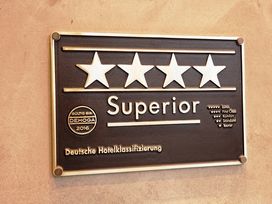 Superior
DEHOGA
2016
Deutsche Hotelklassifizierung